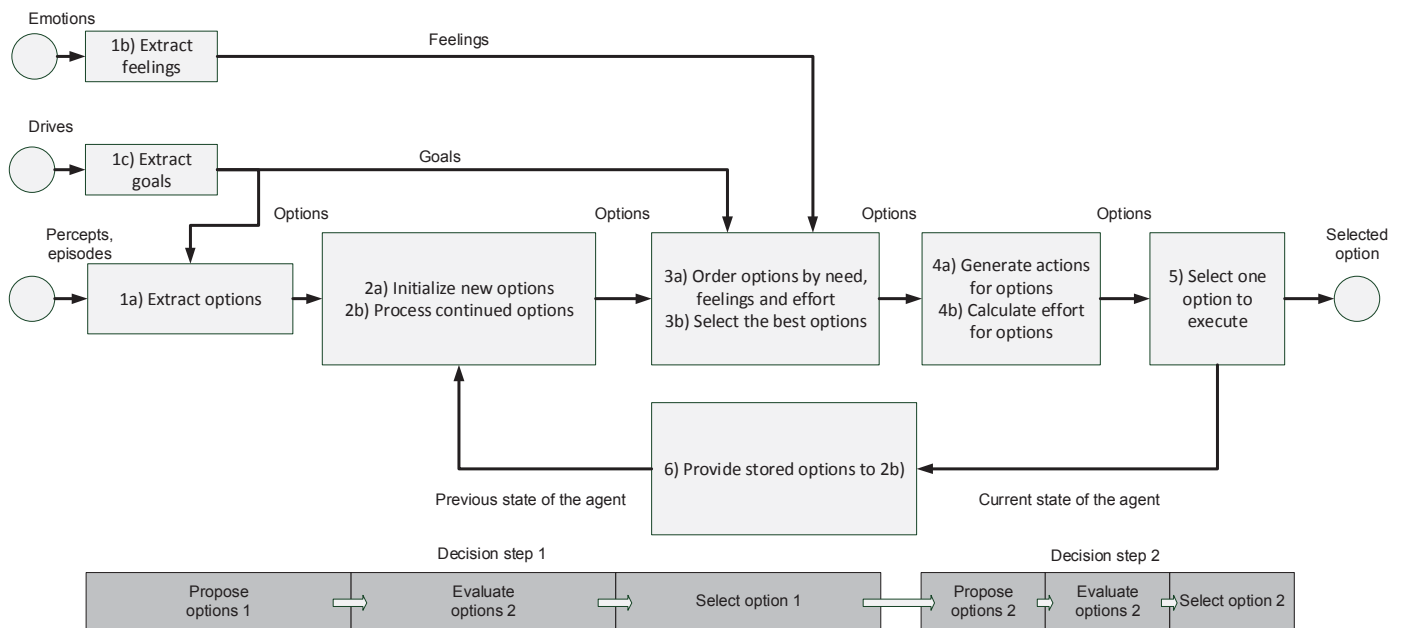 Emotions
1b) Extract
feelings
Feelings
Drives
1c) Extract
goals
Goals
Percepts,
episodes
1a) Extract options
Options
2a) Initialize new options
2b) Process continued options
Options
3a) Order options by need,
feelings and effort
3b) Select the best options
Options
4a) Generate actions
for options
4b) Calculate effort
for options
Options
5) Select one
option to
execute
Selected
option
6) Provide stored options to 2b)
Previous state of the agent
Current state of the agent
Decision step 1
Propose
options 1
Evaluate
options 2
Select option 1
Decision step 2
Propose
options 2
Evaluate
options 2
Select option 2